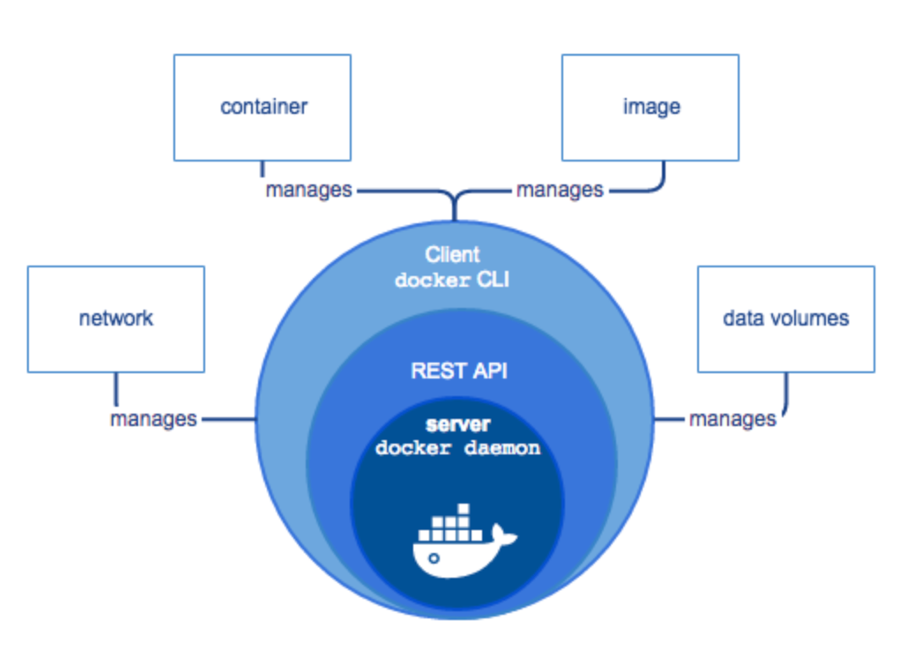 container
image
manages
manages
Client
docker CLI
network
data volumes
REST API
manages
manages
server
docker daemon